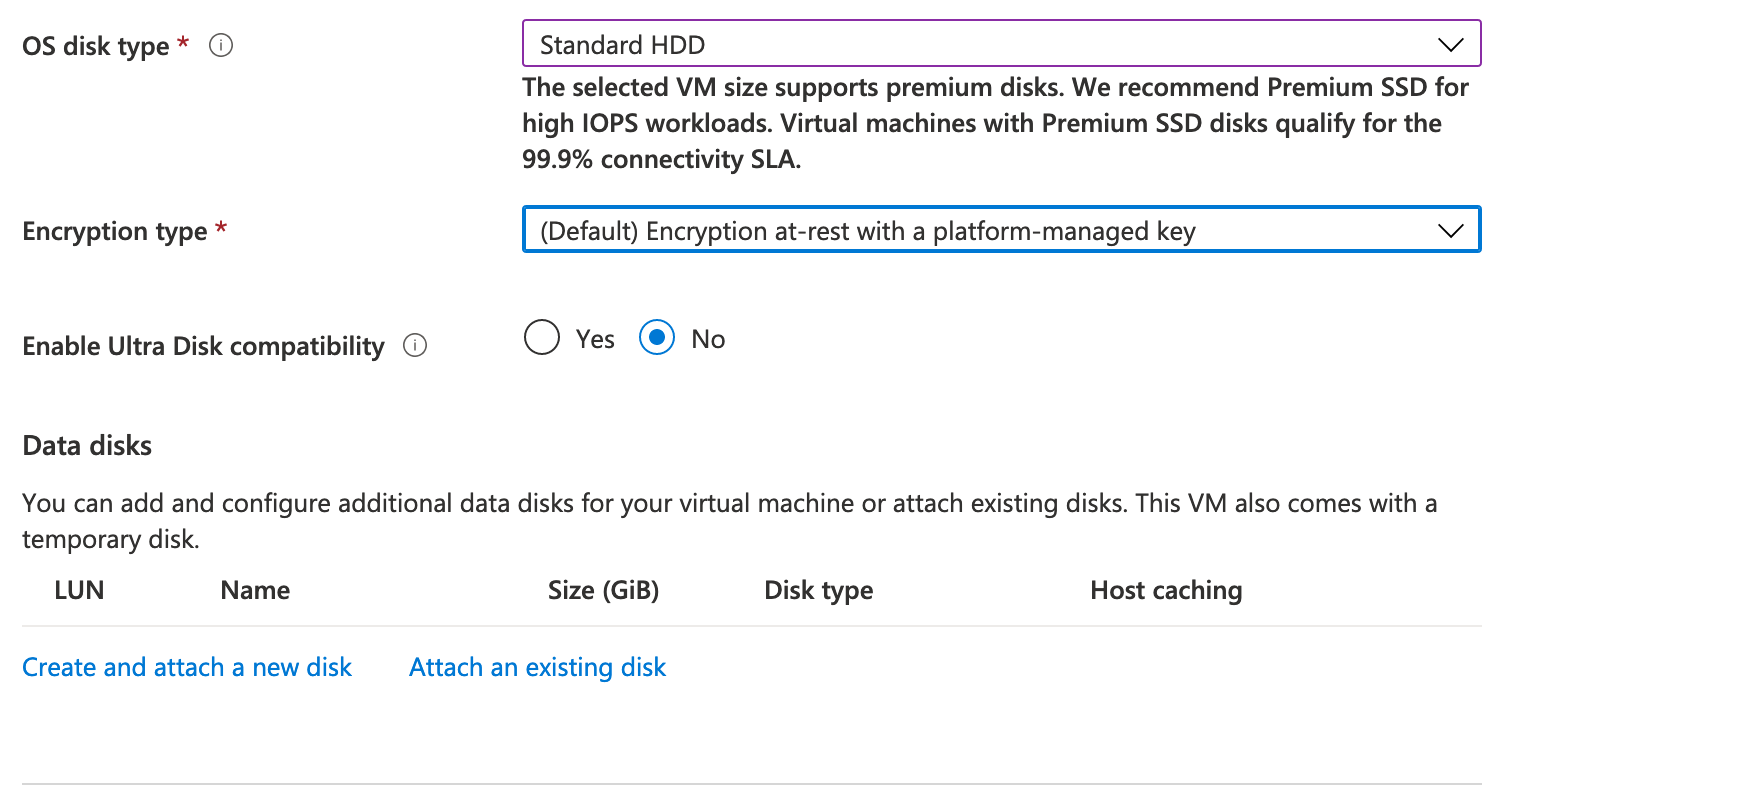 OS disk type *
Standard HDD
The selected VM size supports premium disks. We recommend Premium SSD for
high IOPS workloads. Virtual machines with Premium SSD disks qualify for the
99.9% connectivity SLA.
Encryption type *
(Default) Encryption at-rest with a platform-managed key
Enable Ultra Disk compatibility
Yes No
Data disks
You can add and configure additional data disks for your virtual machine or attach existing disks. This VM also comes with a
temporary disk.
LUN Name Size (GiB) Disk type Host caching
Create and attach a new disk Attach an existing disk